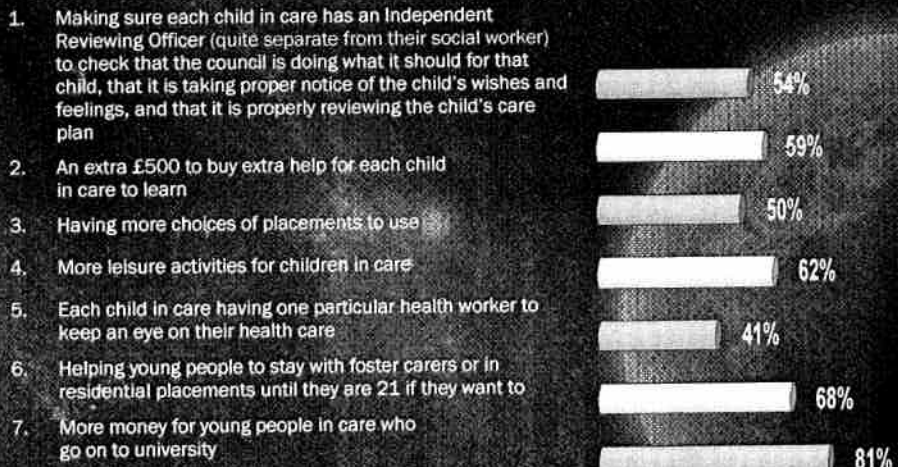 1. Making sure each child in care has an Independent
Reviewing Officer (quite separate from their social worker)
to check that the council is doing what it should for that
child, that it is taking proper notice of the child's wishes and
feelings, and that it is properly reviewing the child's care
plan
54%
2. An extra £500 to buy extra help for each child
in care to learn
59%
3. Having more choices of placements to use
50%
4. More leisure activities for children in care
62%
5. Each child in care having one particular health worker to
keep an eye on their health care
41%
6. Helping young people to stay with foster carers or in
residential placements until they are 21 if they want to
68%
7. More money for young people in care who
go on to university
81%